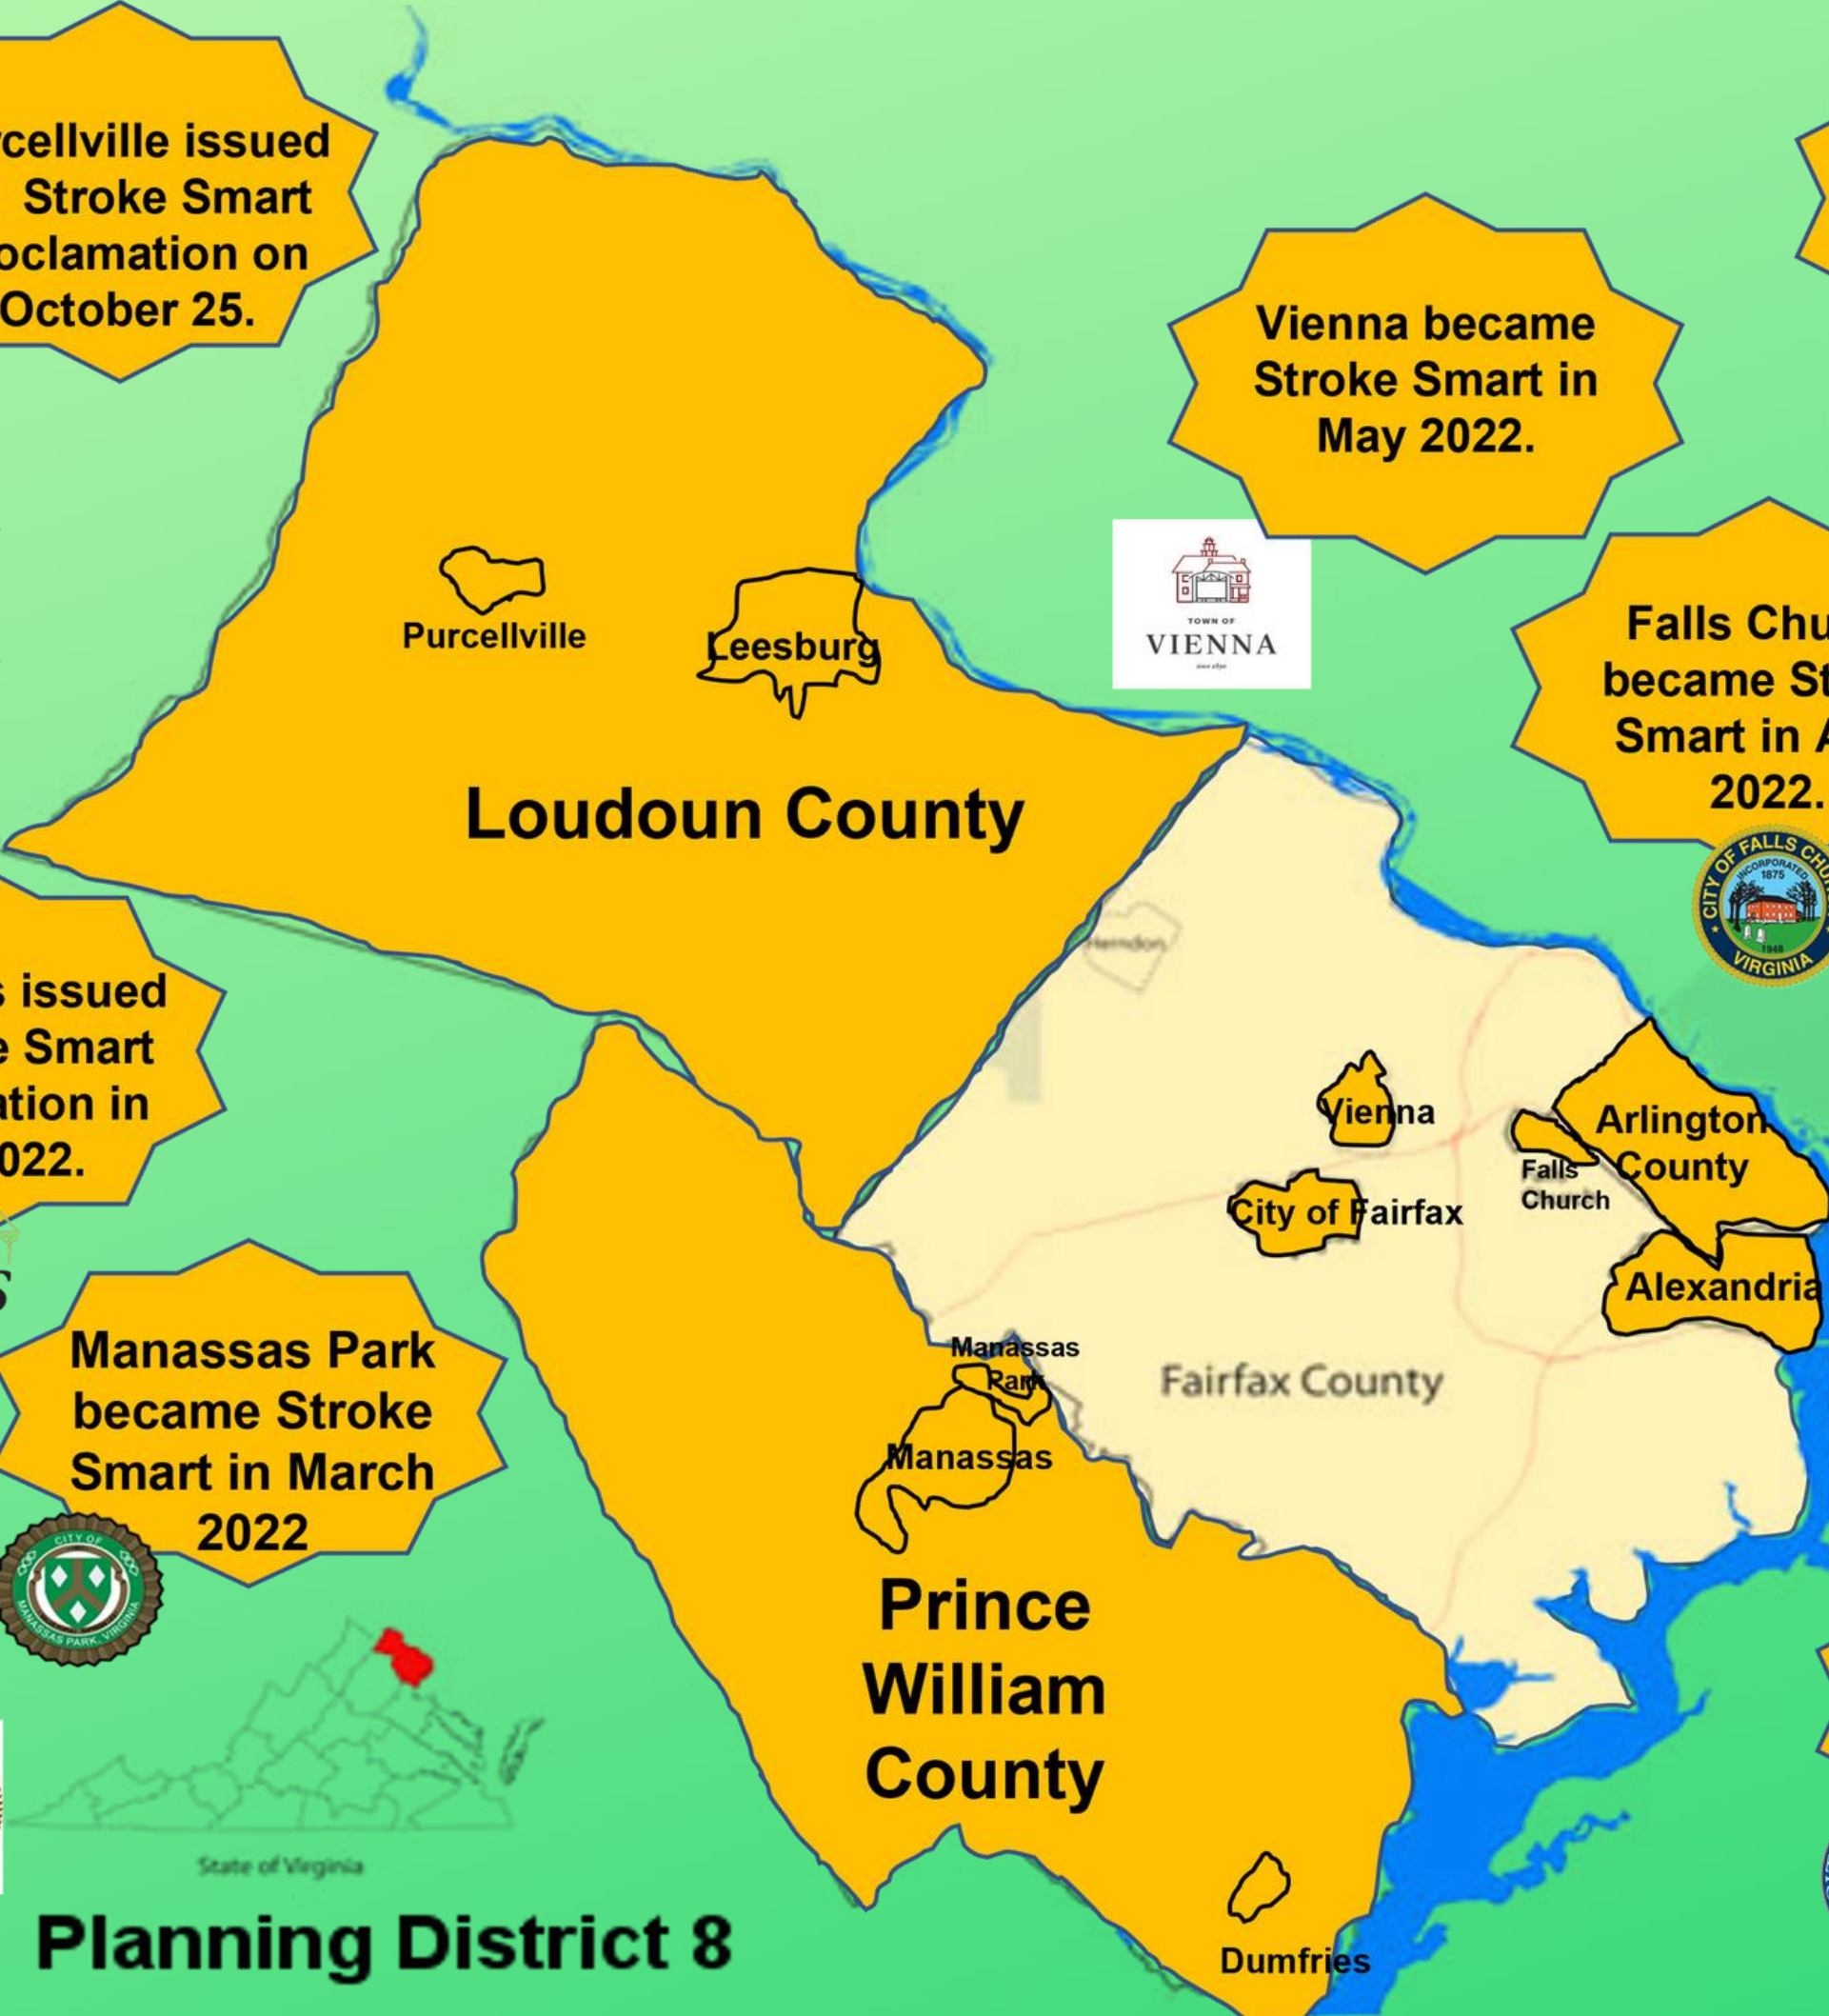 rcellville issued
Stroke Smart
oclamation on
October 25.
Vienna became
Stroke Smart in
May 2022.
TOWN OF
VIENNA
since 1890
Falls Chu
became St
Smart in A
2022.
CITY OF FALLS CHU
INCORPORATED
1875
1948
VIRGINIA
Purcellville
Leesburg
Loudoun County
Herndon
s issued
e Smart
ation in
022.
S
Vienna
City of Fairfax
Falls
Church
Arlington
County
Alexandria
Fairfax County
Manassas Park
became Stroke
Smart in March
2022
CITY OF
MANASSAS PARK, VIRGINIA
Manassas
Park
Manassas
Prince
William
County
Dumfries
State of Virginia
Planning District 8